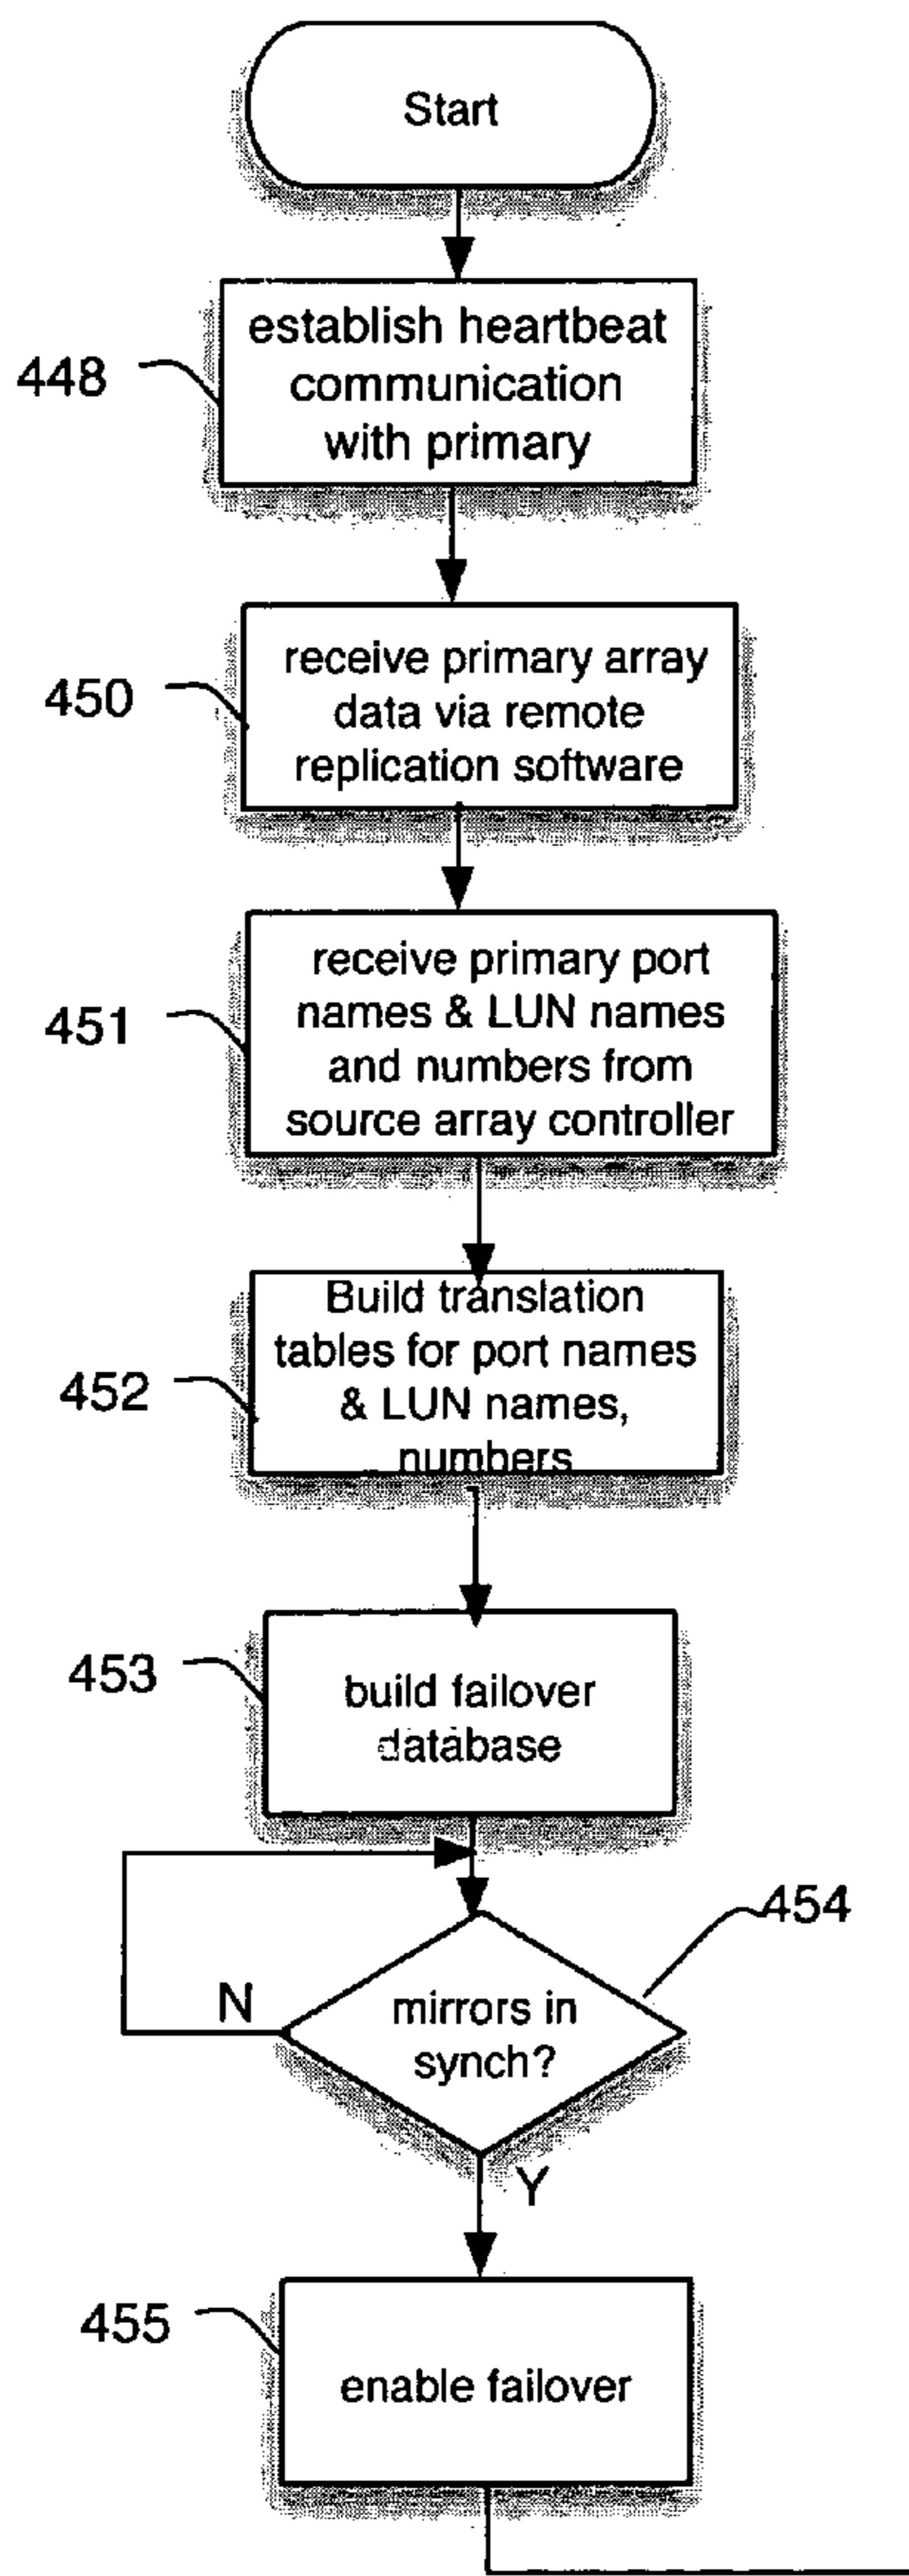 Start
establish heartbeat
communication
with primary
448
receive primary array
data via remote
replication software
450
receive primary port
names & LUN names
and numbers from
source array controller
451
Build translation
tables for port names
& LUN names,
numbers
452
build failover
database
453
454
mirrors in
synch?
N
Y
455
enable failover